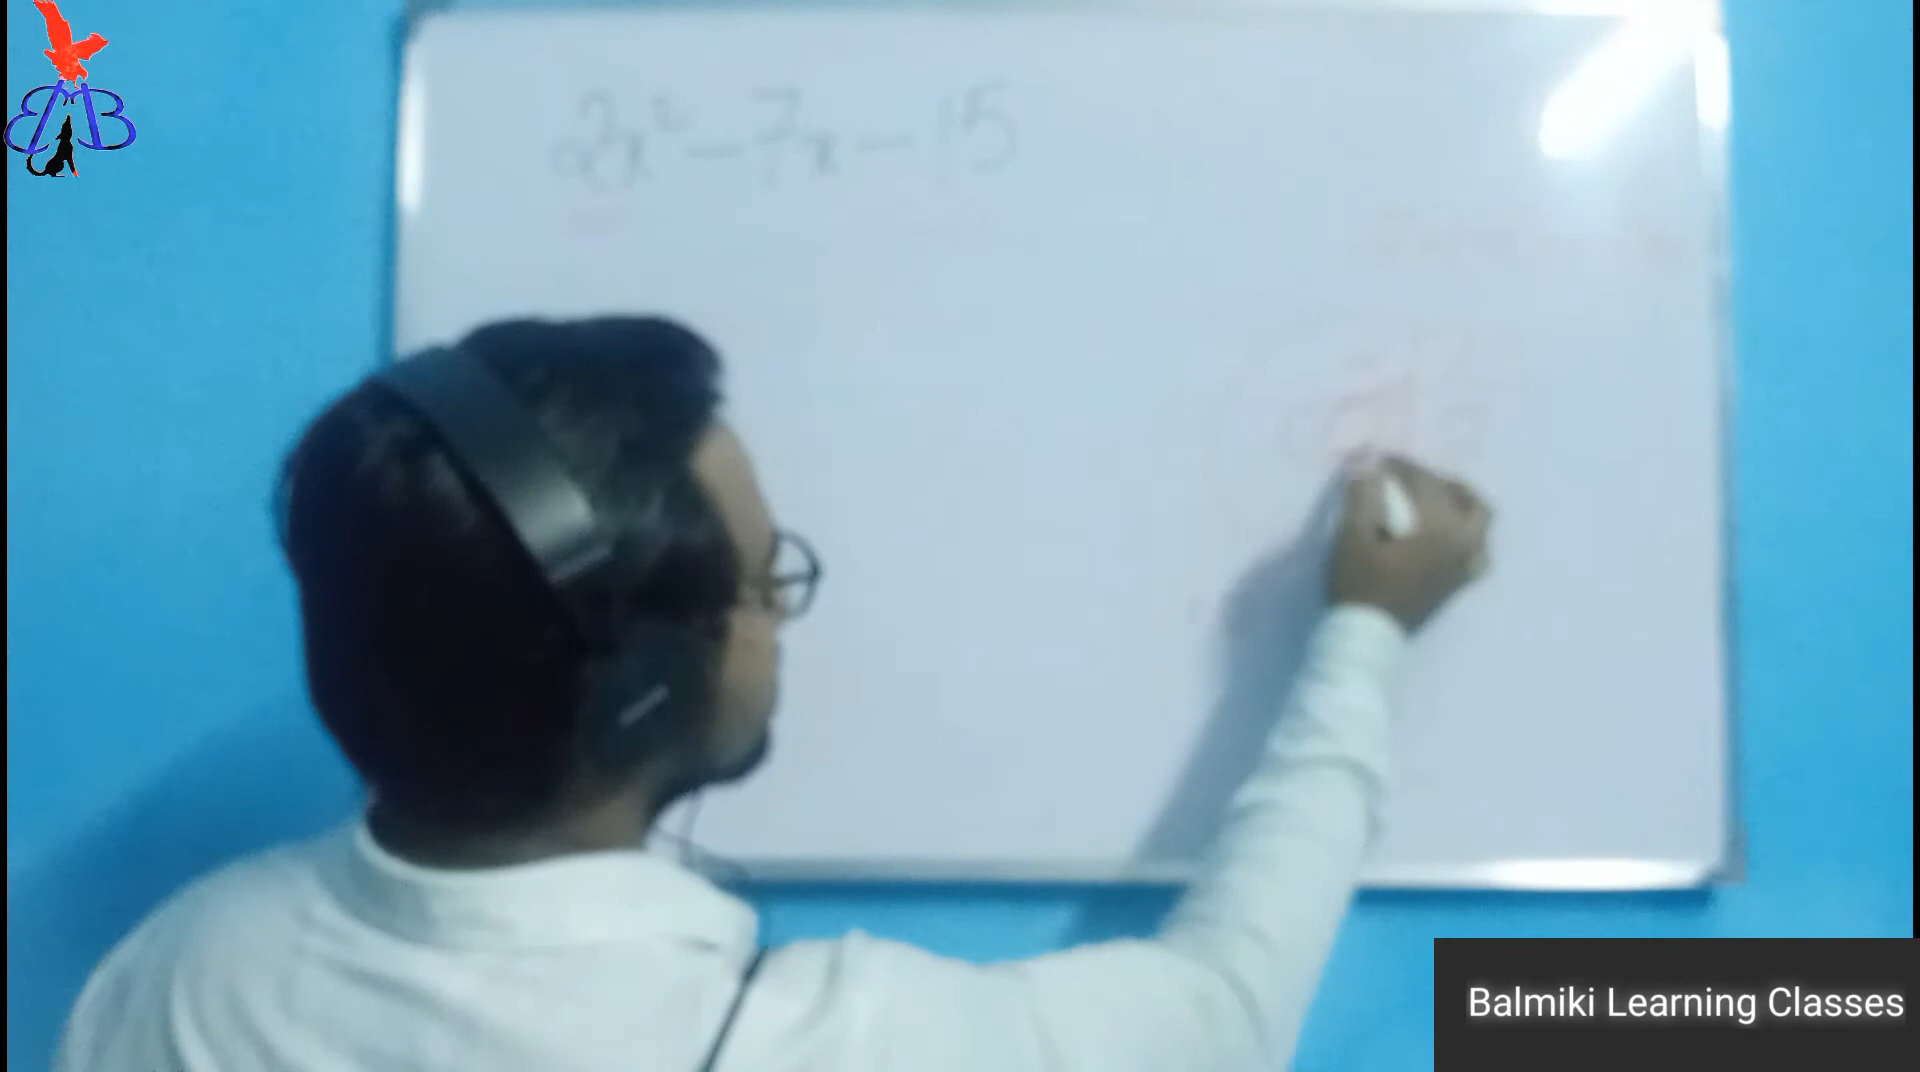 2x² - 7x - 15
Balmiki Learning Classes